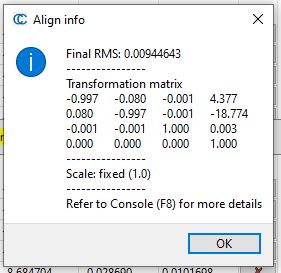 Align info
Final RMS: 0.00944643
----------------
Transformation matrix
-0.997 -0.080 -0.001 4.377
0.080 -0.997 -0.001 -18.774
-0.001 -0.001 1.000 0.003
0.000 0.000 0.000 1.000
----------------
Scale: fixed (1.0)
----------------
Refer to Console (F8) for more details
OK
8.684704 0.028690 0.0101698